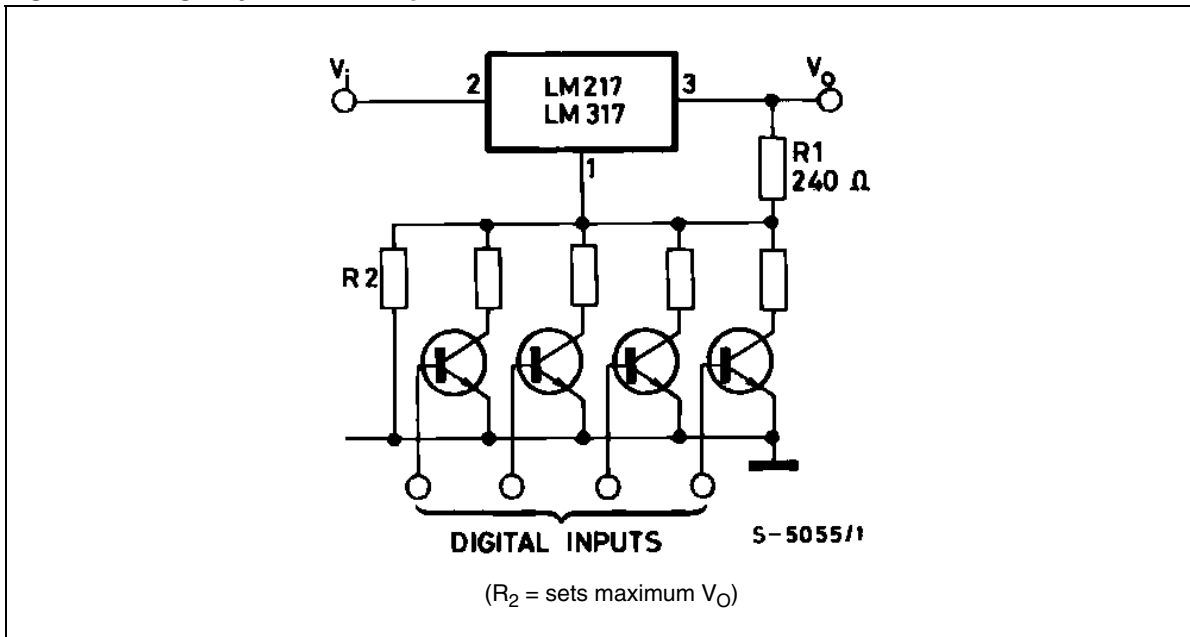 Vi
2
LM217
LM317
3
Vo
1
R1
240 Ω
R2
DIGITAL INPUTS
S-5055/1
(R2 = sets maximum VO)